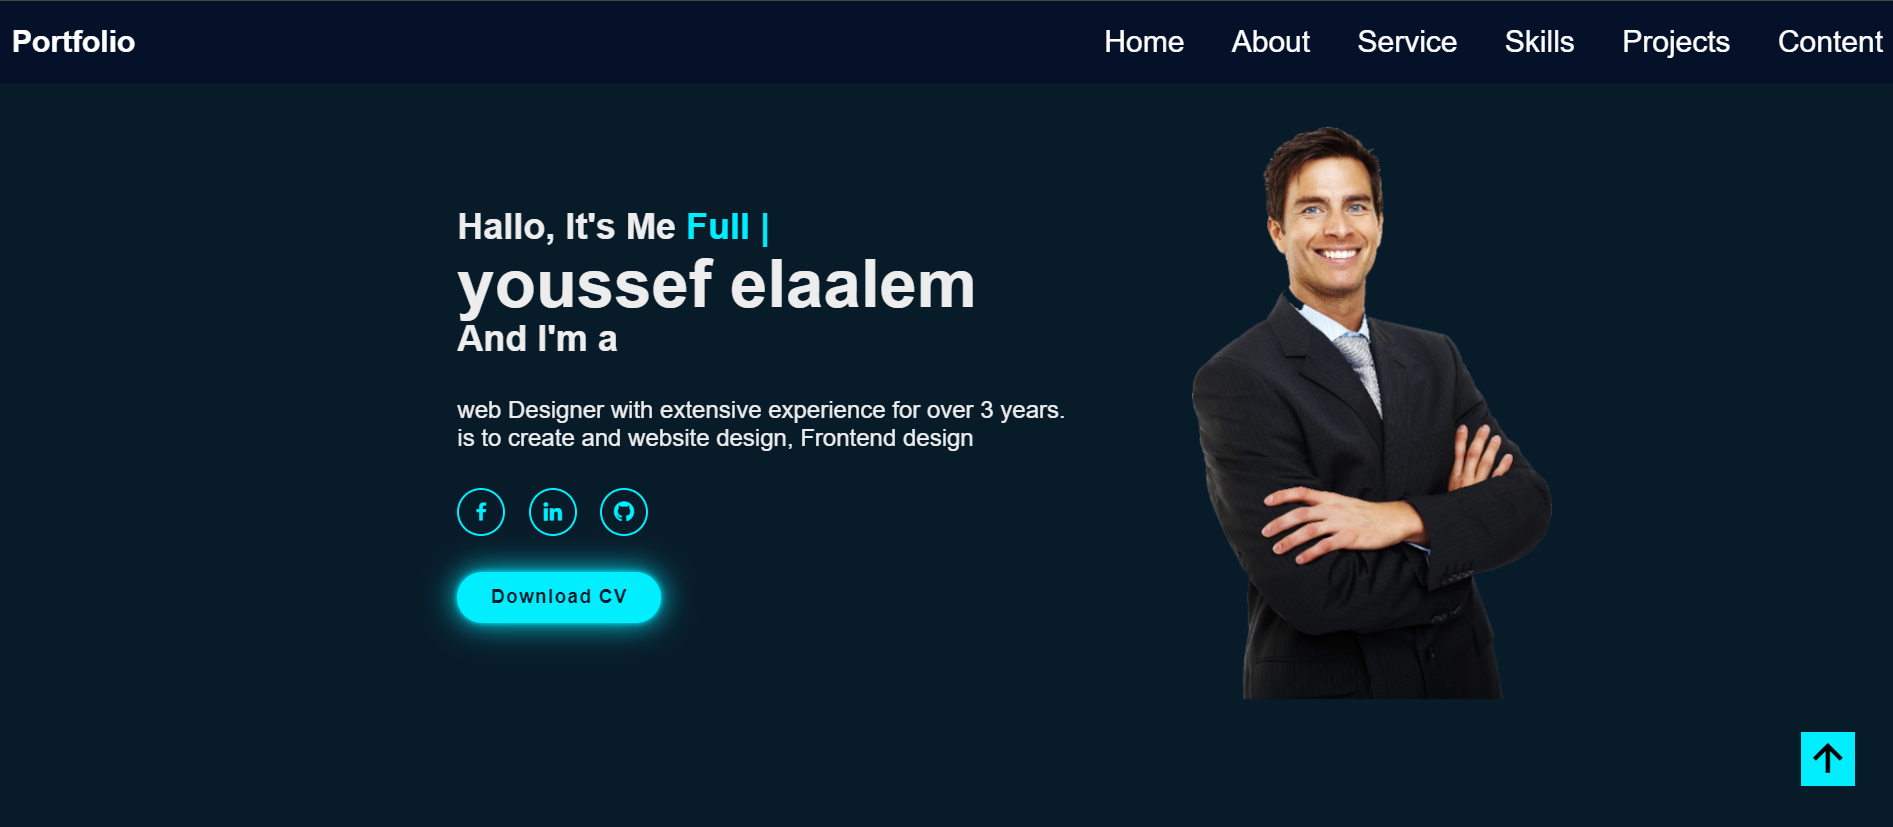 Portfolio Home About Service Skills Projects Content
Hallo, It's Me Full |
youssef elaalem
And I'm a
web Designer with extensive experience for over 3 years.
is to create and website design, Frontend design
Download CV